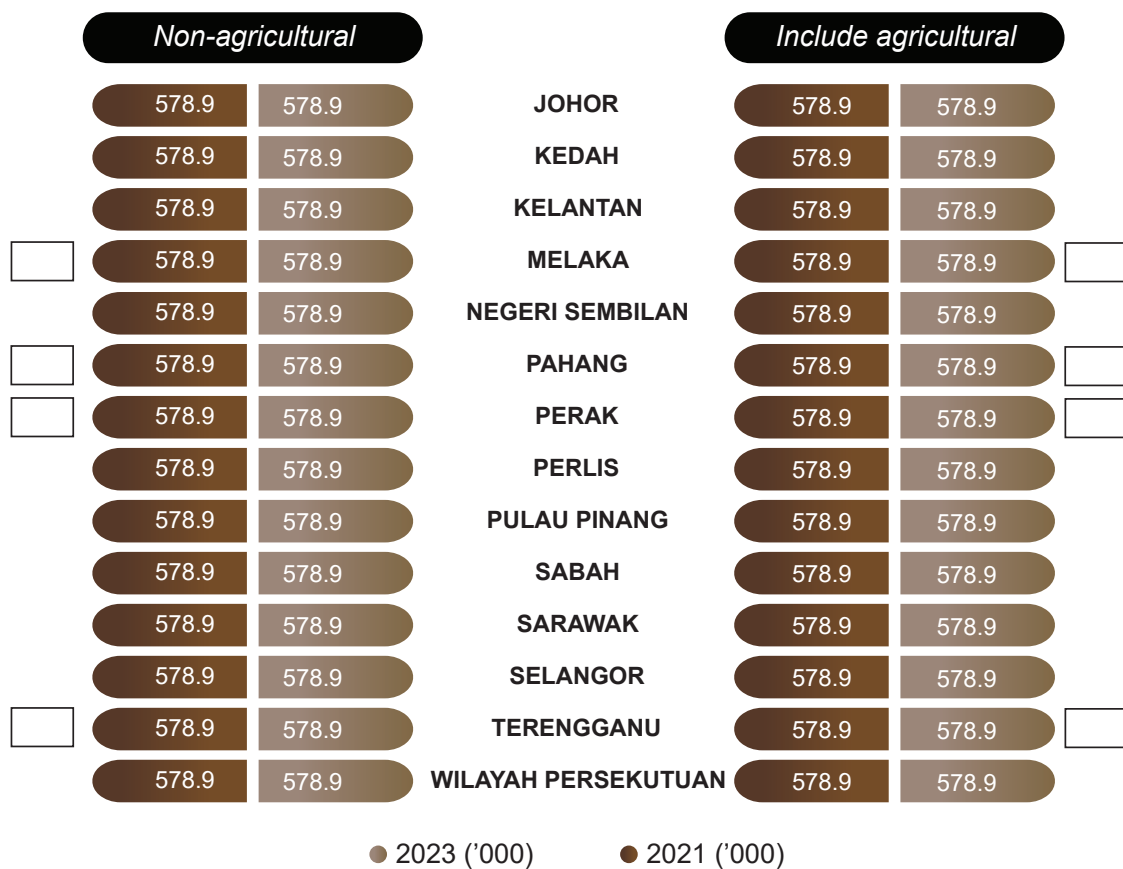 Non-agricultural Include agricultural
578.9 578.9 JOHOR 578.9 578.9
578.9 578.9 KEDAH 578.9 578.9
578.9 578.9 KELANTAN 578.9 578.9
578.9 578.9 MELAKA 578.9 578.9
578.9 578.9 NEGERI SEMBILAN 578.9 578.9
578.9 578.9 PAHANG 578.9 578.9
578.9 578.9 PERAK 578.9 578.9
578.9 578.9 PERLIS 578.9 578.9
578.9 578.9 PULAU PINANG 578.9 578.9
578.9 578.9 SABAH 578.9 578.9
578.9 578.9 SARAWAK 578.9 578.9
578.9 578.9 SELANGOR 578.9 578.9
578.9 578.9 TERENGGANU 578.9 578.9
578.9 578.9 WILAYAH PERSEKUTUAN 578.9 578.9
2023 (’000) 2021 (’000)